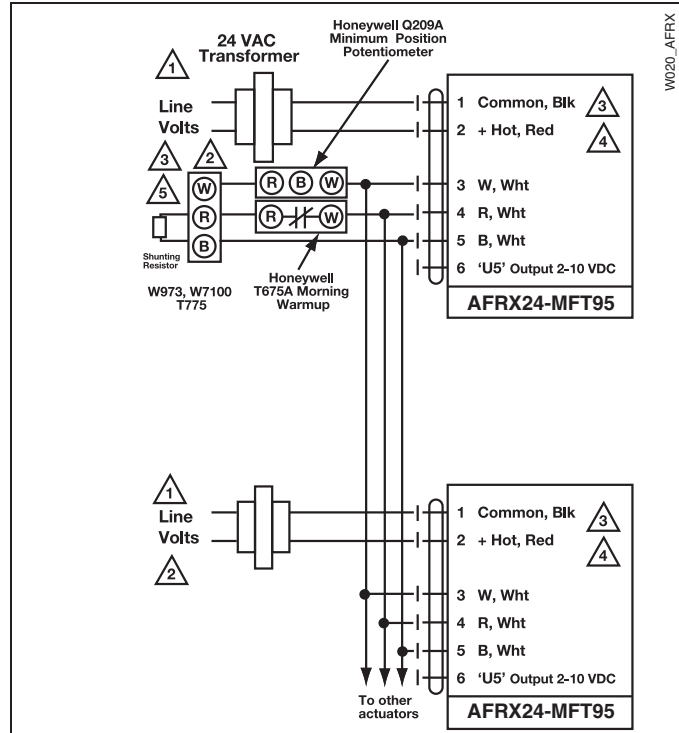 W020_AFRX
Honeywell Q209A
Minimum Position
Potentiometer
24 VAC
Transformer
1
Line
Volts
1 Common, Blk 3
2 + Hot, Red 4
3 W, Wht
4 R, Wht
5 B, Wht
6 'U5' Output 2-10 VDC
AFRX24-MFT95
3
2
5
W
R
B
R B W
R W
Shunting
Resistor
W973, W7100
T775
Honeywell
T675A Morning
Warmup
1
Line
Volts
2
1 Common, Blk 3
2 + Hot, Red 4
3 W, Wht
4 R, Wht
5 B, Wht
6 'U5' Output 2-10 VDC
AFRX24-MFT95
To other
actuators